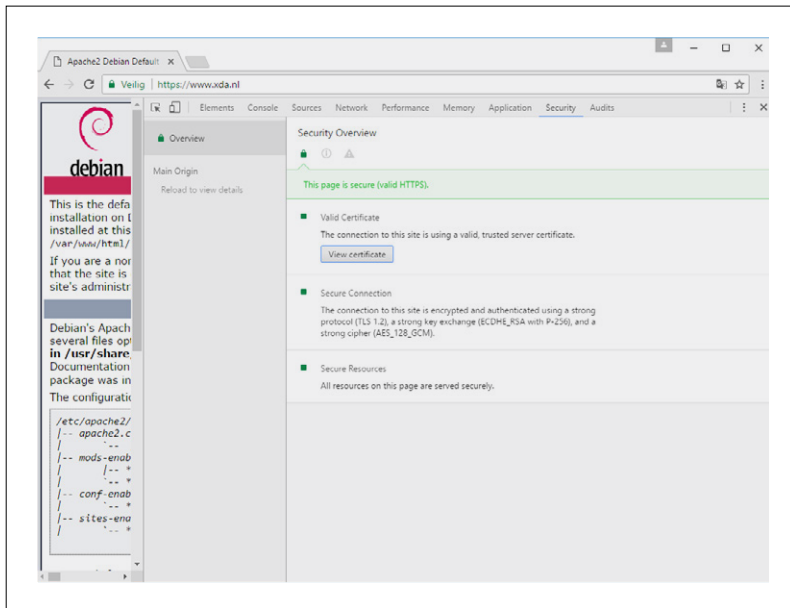 Apache2 Debian Default
Veilig | https://www.xda.nl
Elements Console Sources Network Performance Memory Application Security Audits
debian
This is the defa
installation on D
installed at this
/var/www/html/
If you are a nor
that the site is
site's administr
Debian's Apach
several files opt
in /usr/share
Documentation
package was in
The configuratio
/etc/apache2/
|-- apache2.c
| `--
|-- mods-enab
| |-- *
| `-- *
|-- conf-enab
| `-- *
|-- sites-ena
| `-- *
Overview
Main Origin
Reload to view details
Security Overview
This page is secure (valid HTTPS).
Valid Certificate
The connection to this site is using a valid, trusted server certificate.
View certificate
Secure Connection
The connection to this site is encrypted and authenticated using a strong
protocol (TLS 1.2), a strong key exchange (ECDHE_RSA with P-256), and a
strong cipher (AES_128_GCM).
Secure Resources
All resources on this page are served securely.